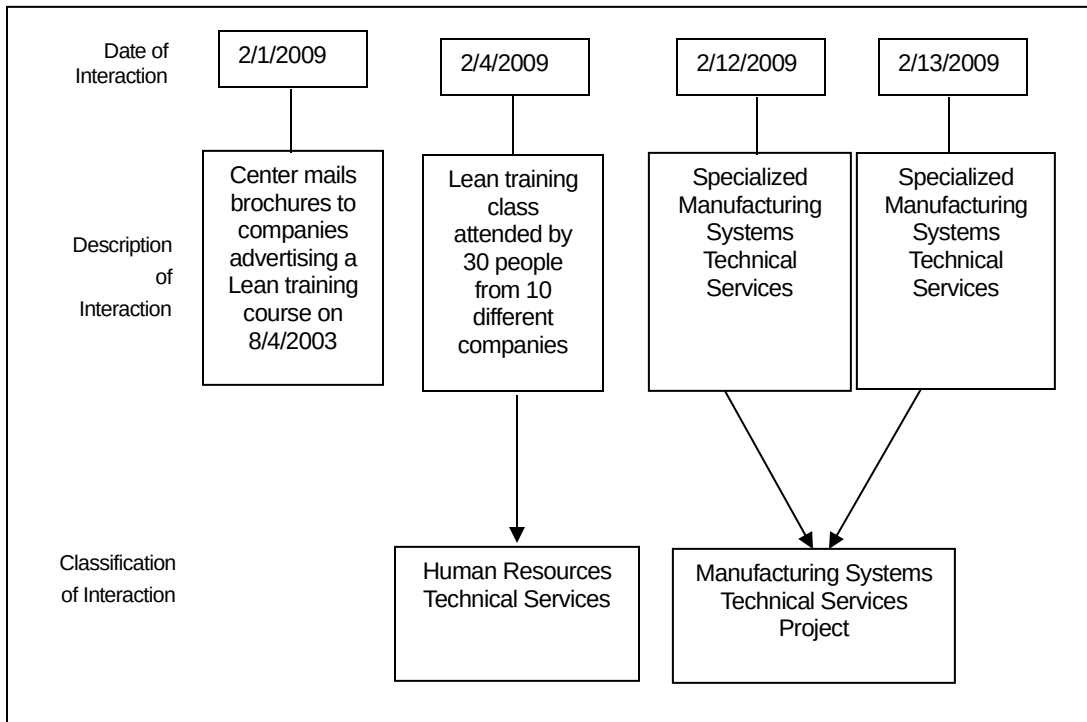 Date of
Interaction
2/1/2009
2/4/2009
2/12/2009
2/13/2009
Description
of
Interaction
Center mails
brochures to
companies
advertising a
Lean training
course on
8/4/2003
Lean training
class
attended by
30 people
from 10
different
companies
Specialized
Manufacturing
Systems
Technical
Services
Specialized
Manufacturing
Systems
Technical
Services
Classification
of Interaction
Human Resources
Technical Services
Manufacturing Systems
Technical Services
Project